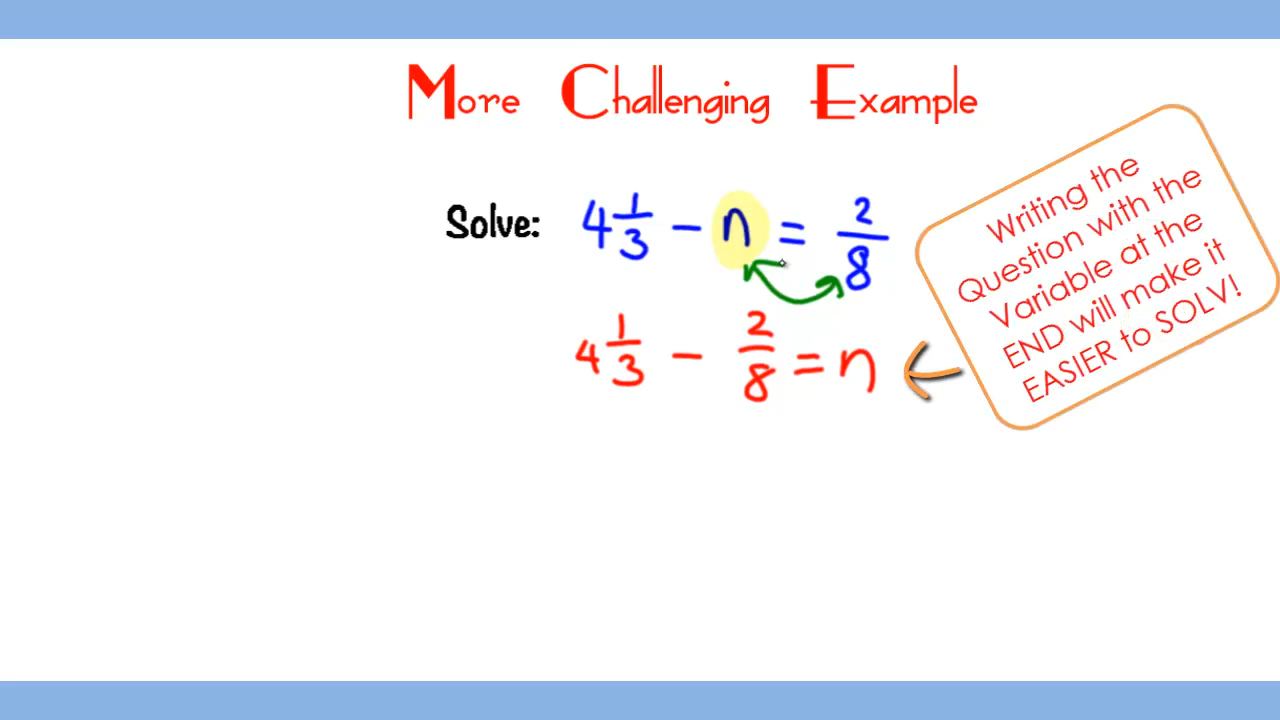 More Challenging Example
Solve: 4 1/3 - n = 2/8
4 1/3 - 2/8 = n
Writing the
Question with the
Variable at the
END will make it
EASIER to SOLV!